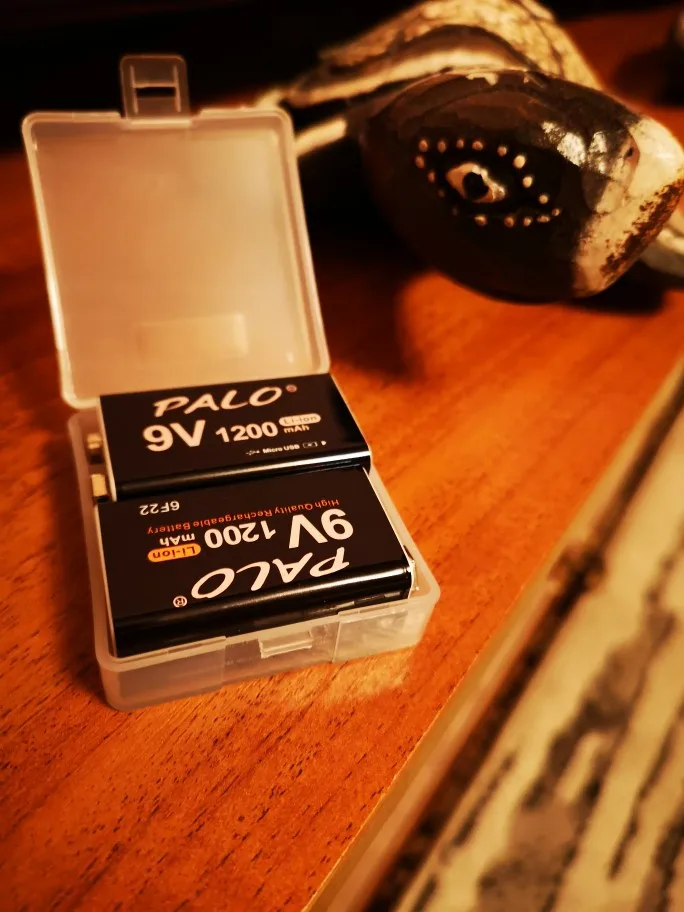 PALO®
Li-ion
9V 1200 mAh
Micro USB
6F22
High Quality Rechargeable Battery
9V 1200 mAh
Li-ion
PALO®